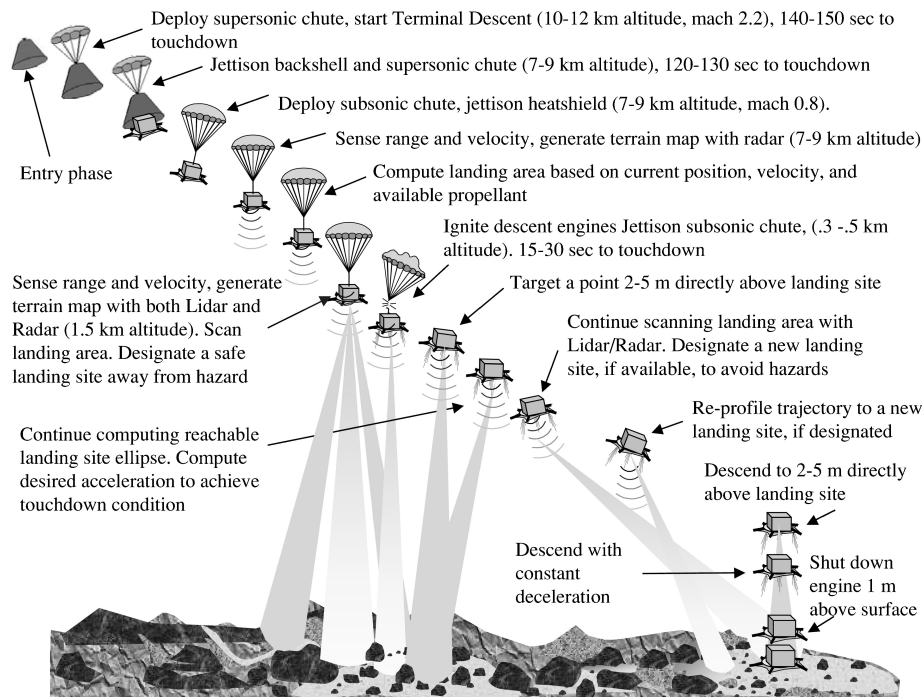 Deploy supersonic chute, start Terminal Descent (10-12 km altitude, mach 2.2), 140-150 sec to
touchdown
Jettison backshell and supersonic chute (7-9 km altitude), 120-130 sec to touchdown
Deploy subsonic chute, jettison heatshield (7-9 km altitude, mach 0.8).
Sense range and velocity, generate terrain map with radar (7-9 km altitude)
Entry phase
Compute landing area based on current position, velocity, and
available propellant
Ignite descent engines Jettison subsonic chute, (.3 -.5 km
altitude). 15-30 sec to touchdown
Sense range and velocity, generate
terrain map with both Lidar and
Radar (1.5 km altitude). Scan
landing area. Designate a safe
landing site away from hazard
Target a point 2-5 m directly above landing site
Continue scanning landing area with
Lidar/Radar. Designate a new landing
site, if available, to avoid hazards
Re-profile trajectory to a new
landing site, if designated
Continue computing reachable
landing site ellipse. Compute
desired acceleration to achieve
touchdown condition
Descend to 2-5 m directly
above landing site
Descend with
constant
deceleration
Shut down
engine 1 m
above surface